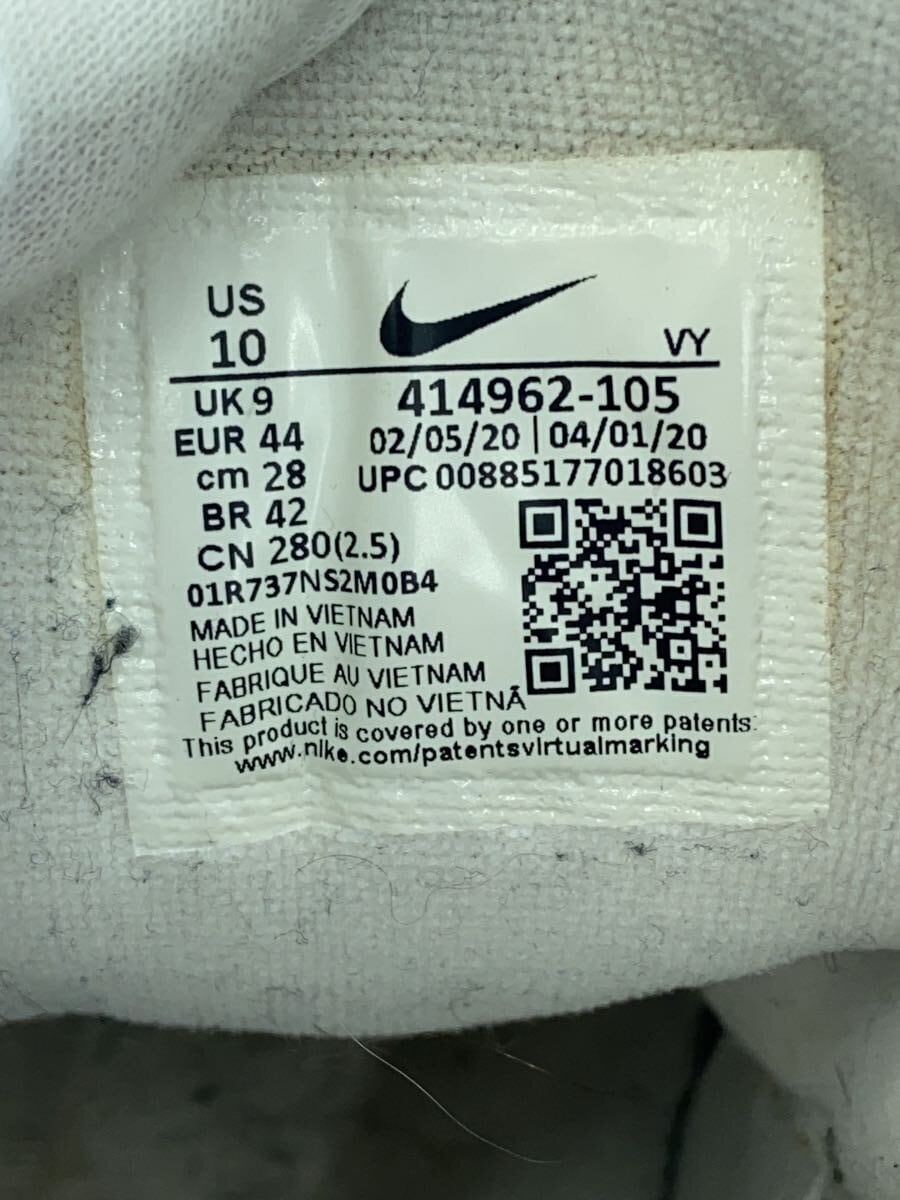 US
10
VY
UK 9
414962-105
EUR 44
02/05/20 | 04/01/20
cm 28
UPC 00885177018603
BR 42
CN 280(2.5)
01R737NS2M0B4
MADE IN VIETNAM
HECHO EN VIETNAM
FABRIQUE AU VIETNAM
FABRICADO NO VIETNÃ
This product is covered by one or more patents:
www.nike.com/patentsvirtualmarking